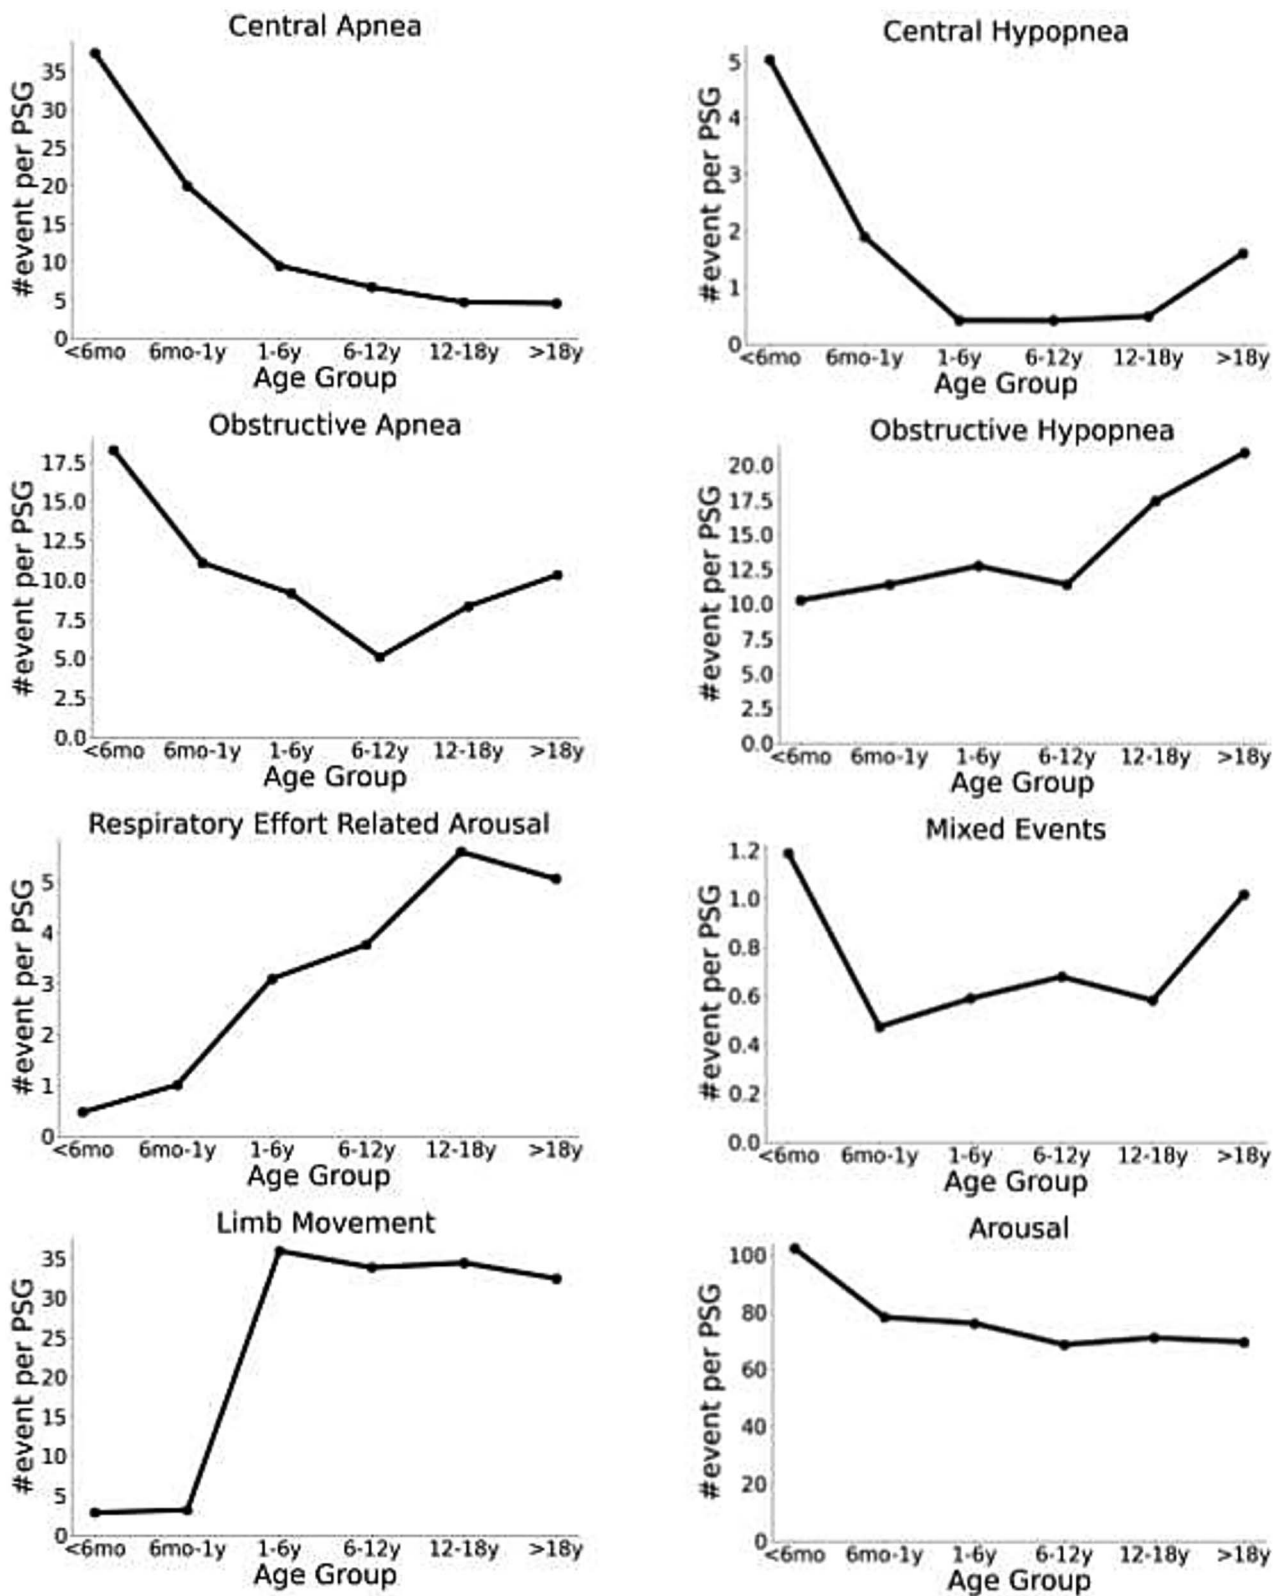 Central Apnea
#event per PSG
35
30
25
20
15
10
5
0
<6mo 6mo-1y 1-6y 6-12y 12-18y >18y
Age Group
Central Hypopnea
#event per PSG
5
4
3
2
1
0
<6mo 6mo-1y 1-6y 6-12y 12-18y >18y
Age Group
Obstructive Apnea
#event per PSG
17.5
15.0
12.5
10.0
7.5
5.0
2.5
0.0
<6mo 6mo-1y 1-6y 6-12y 12-18y >18y
Age Group
Obstructive Hypopnea
#event per PSG
20.0
17.5
15.0
12.5
10.0
7.5
5.0
2.5
0.0
<6mo 6mo-1y 1-6y 6-12y 12-18y >18y
Age Group
Respiratory Effort Related Arousal
#event per PSG
5
4
3
2
1
0
<6mo 6mo-1y 1-6y 6-12y 12-18y >18y
Age Group
Mixed Events
#event per PSG
1.2
1.0
0.8
0.6
0.4
0.2
0.0
<6mo 6mo-1y 1-6y 6-12y 12-18y >18y
Age Group
Limb Movement
#event per PSG
35
30
25
20
15
10
5
0
<6mo 6mo-1y 1-6y 6-12y 12-18y >18y
Age Group
Arousal
#event per PSG
100
80
60
40
20
0
<6mo 6mo-1y 1-6y 6-12y 12-18y >18y
Age Group